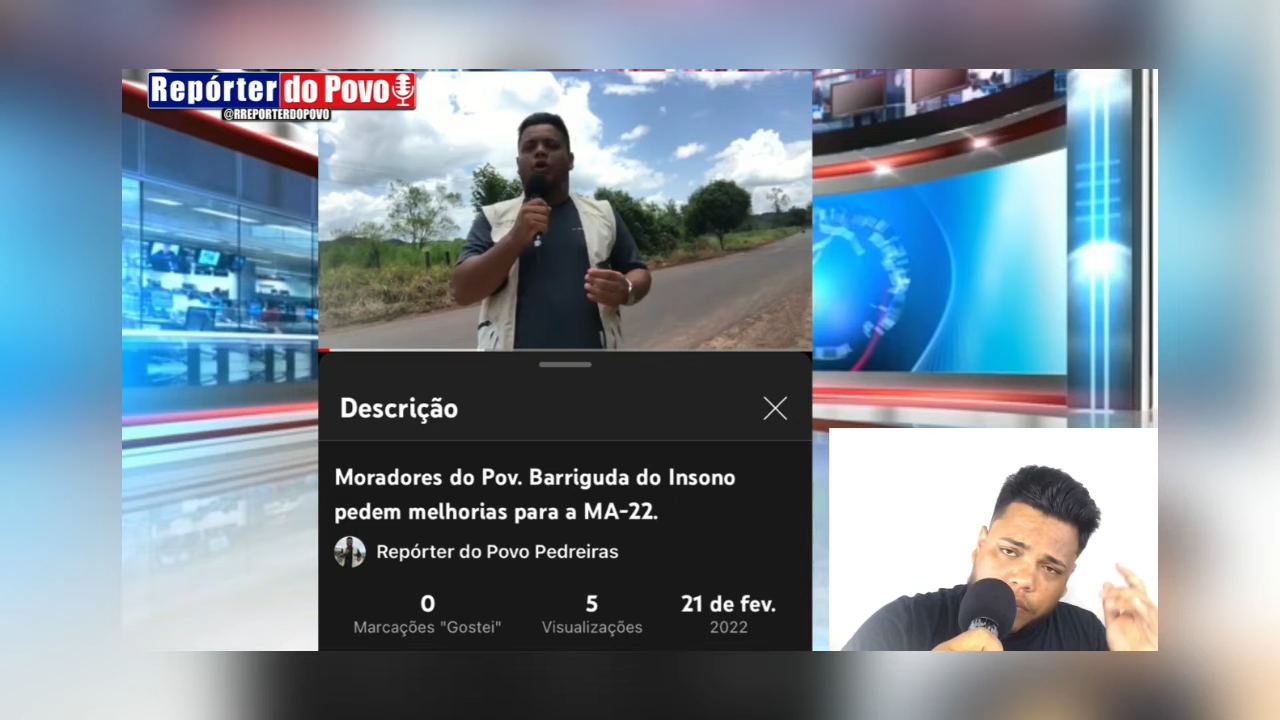 Repórter do Povo
@RREPORTERDOPOVO
Descrição
Moradores do Pov. Barriguda do Insono
pedem melhorias para a MA-22.
Repórter do Povo Pedreiras
0 5 21 de fev.
Marcações "Gostei" Visualizações 2022